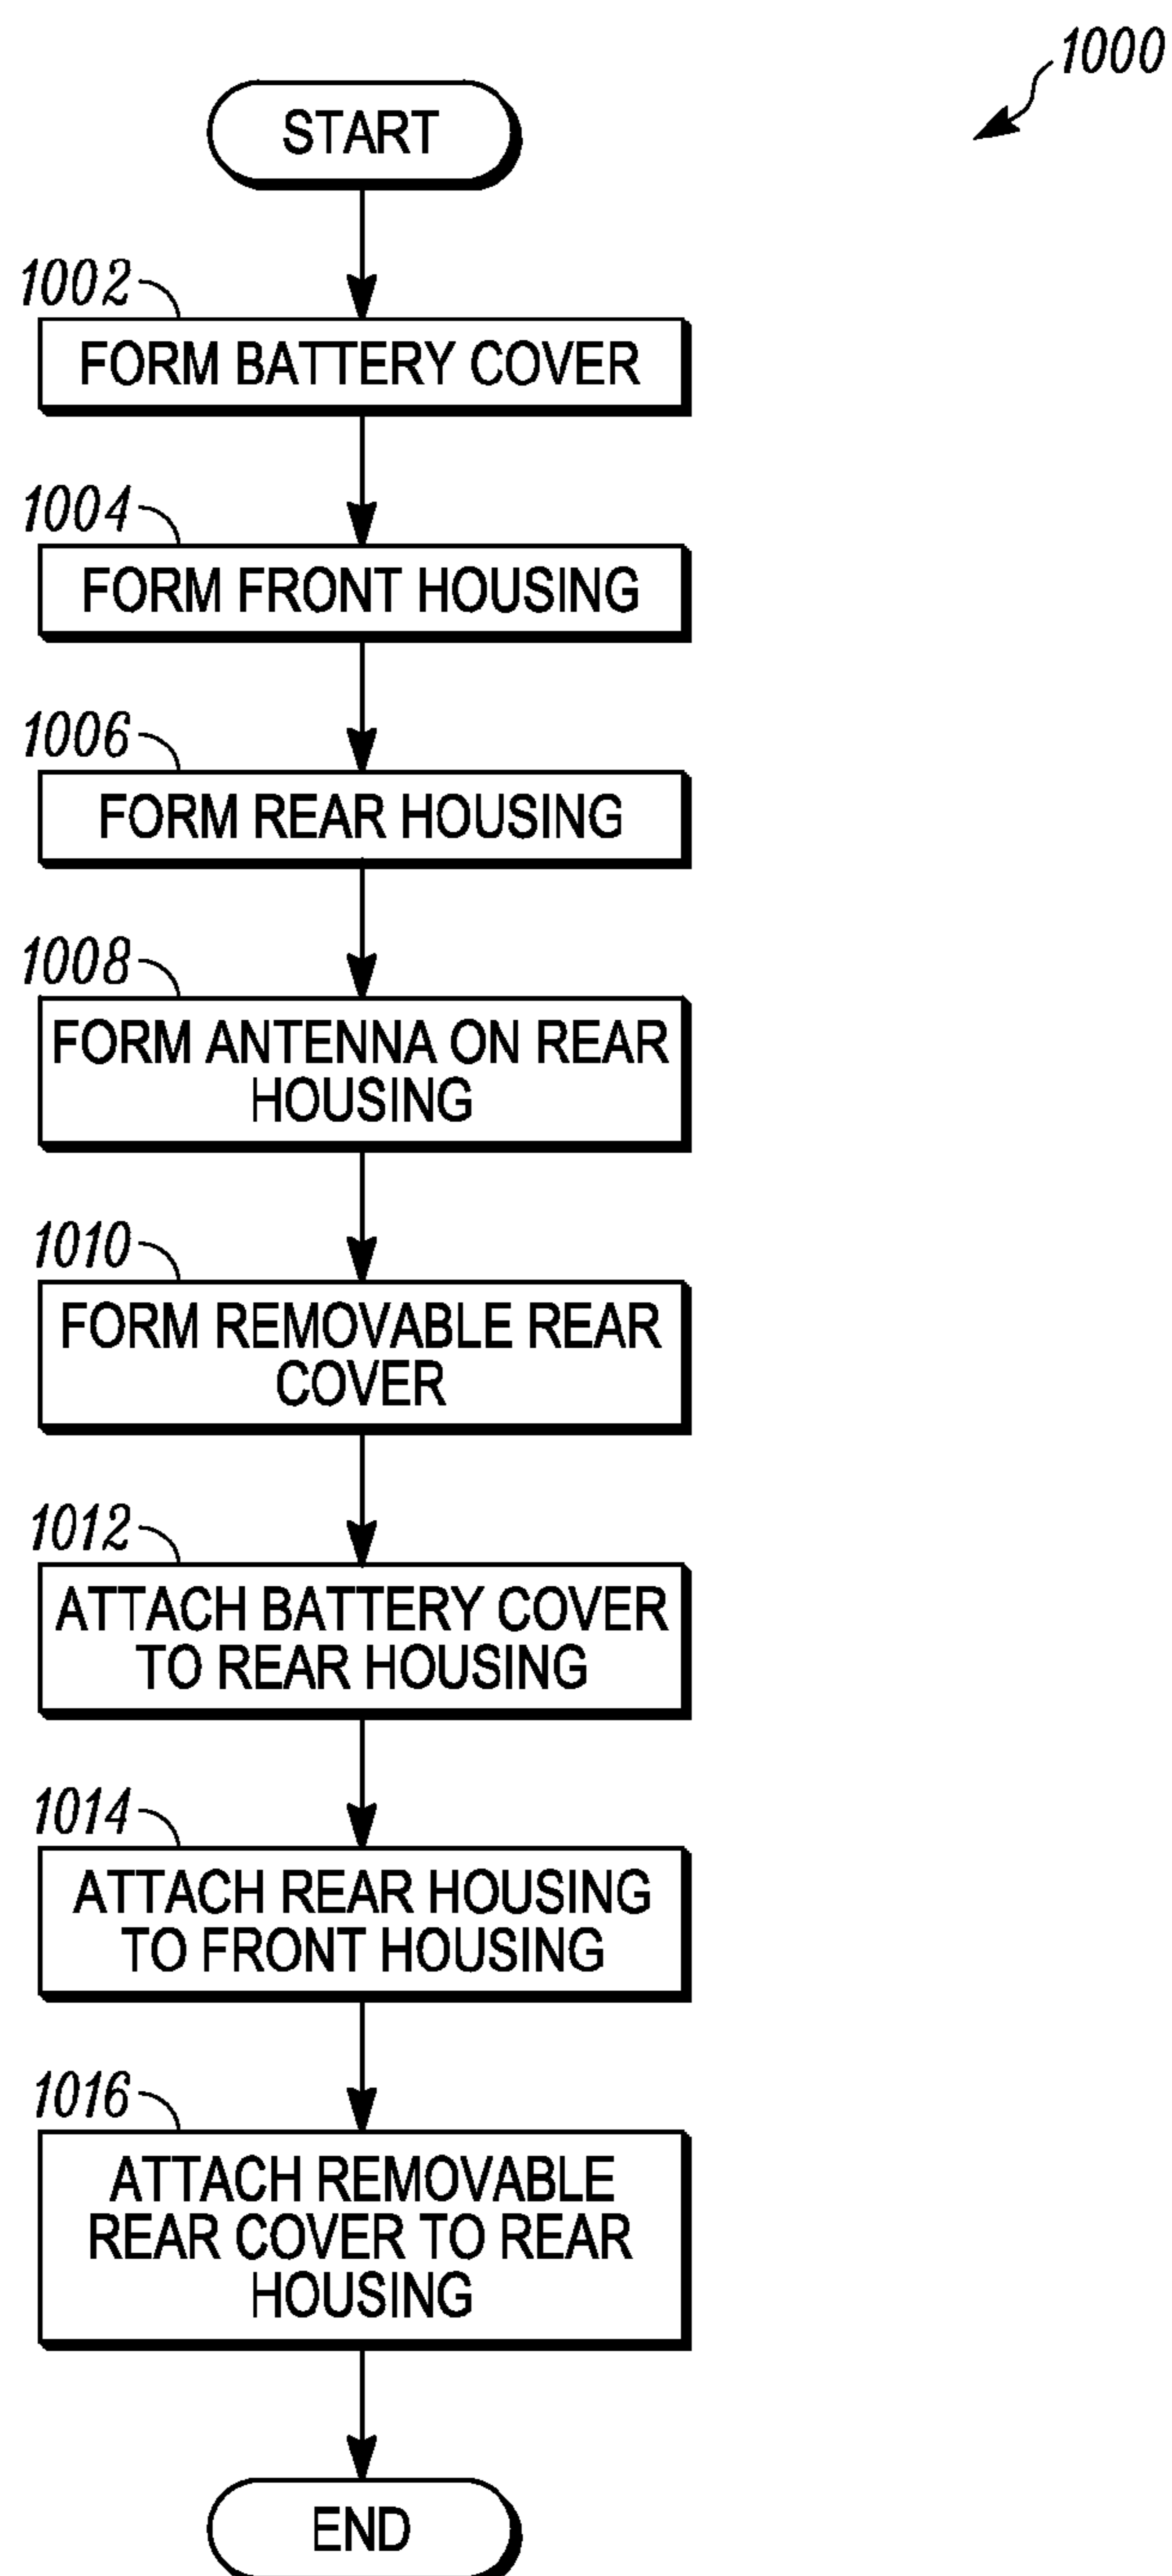 1000
START
1002
FORM BATTERY COVER
1004
FORM FRONT HOUSING
1006
FORM REAR HOUSING
1008
FORM ANTENNA ON REAR
HOUSING
1010
FORM REMOVABLE REAR
COVER
1012
ATTACH BATTERY COVER
TO REAR HOUSING
1014
ATTACH REAR HOUSING
TO FRONT HOUSING
1016
ATTACH REMOVABLE
REAR COVER TO REAR
HOUSING
END